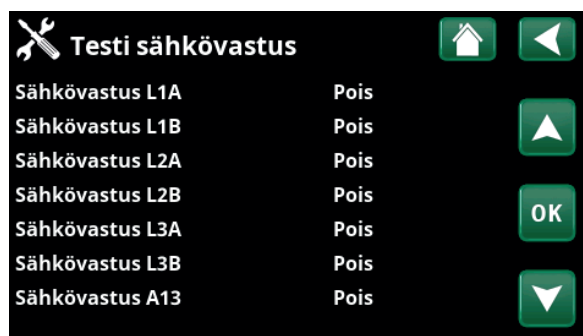 Testi sähkövastus
Sähkövastus L1A Pois
Sähkövastus L1B Pois
Sähkövastus L2A Pois
Sähkövastus L2B Pois
OK
Sähkövastus L3A Pois
Sähkövastus L3B Pois
Sähkövastus A13 Pois